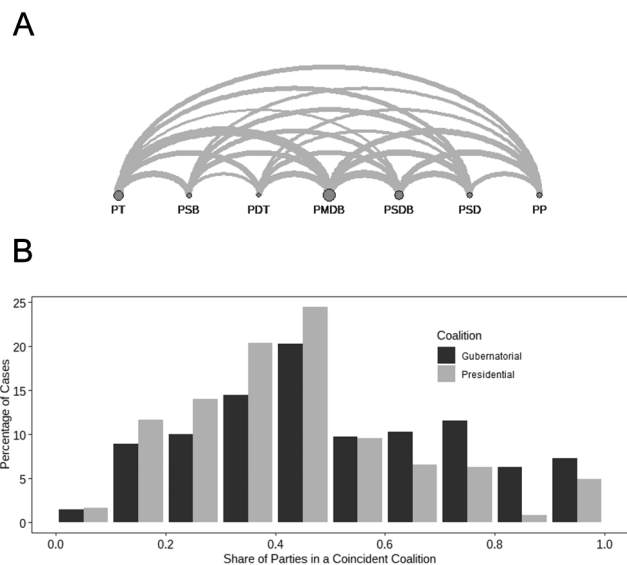 A
PT PSB PDT PMDB PSDB PSD PP
B
Percentage of Cases
25
20
15
10
5
0
Coalition
Gubernatorial
Presidential
0.0 0.2 0.4 0.6 0.8 1.0
Share of Parties in a Coincident Coalition